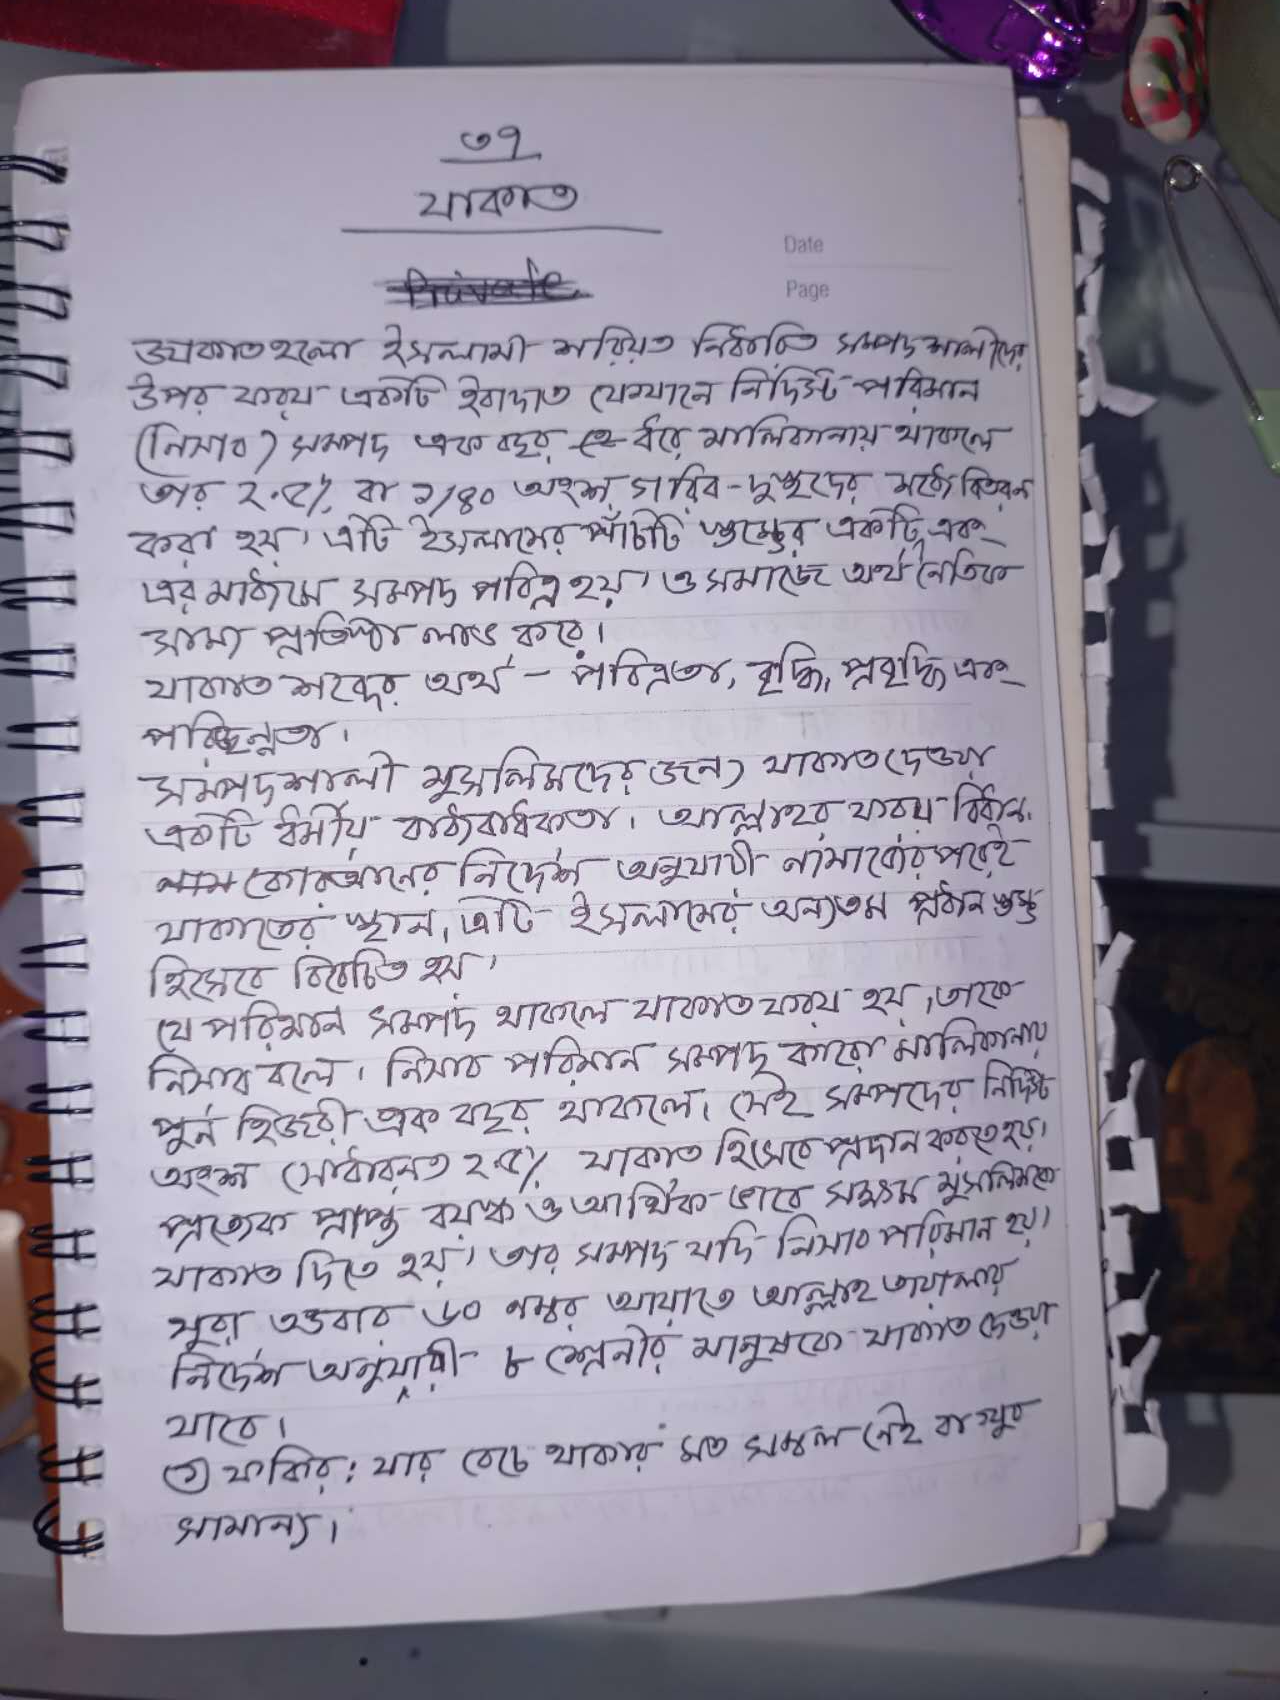 ৩৭
যাকাত
Private
Date
Page
যাকাত হলো ইসলামী শরিয়ত নির্ধারিত সম্পদশালীদের
উপর ফরয একটি ইবাদাত যেখানে নির্দিষ্ট পরিমান
(নিসাব) সম্পদ এক বছর ধরে মালিকানায় থাকলে
তার ২.৫% বা ১/৪০ অংশ গরিব-দুস্থদের মধ্যে বিতরন
করা হয়। এটি ইসলামের পাঁচটি স্তম্ভের একটি, এবং
এর মাধ্যমে সম্পদ পবিত্র হয়। ও সমাজে অর্থনৈতিক
সাম্য প্রতিষ্ঠা লাভ করে।
যাকাত শব্দের অর্থ - পবিত্রতা, বৃদ্ধি, প্রবৃদ্ধি এবং
পরিচ্ছন্নতা।
সম্পদশালী মুসলিমদের জন্য যাকাত দেওয়া
একটি ধর্মীয় বাধ্যবাধকতা। আল্লাহর ফরয বিধান।
কোরআনের নির্দেশ অনুযায়ী নামাযের পরেই
যাকাতের স্থান, এটি ইসলামের অন্যতম প্রধান স্তম্ভ
হিসেবে বিবেচিত হয়।
যে পরিমান সম্পদ থাকলে যাকাত ফরয হয়, তাকে
নিসাব বলে। নিসাব পরিমান সম্পদ কারো মালিকানায়
পুর্ন হিজরী এক বছর থাকলে, সেই সম্পদের নির্দিষ্ট
অংশ (সাধারনত ২.৫% যাকাত হিসেবে প্রদান করতে হয়।
প্রত্যেক প্রাপ্ত বয়স্ক ও আর্থিক ভাবে সক্ষম মুসলিমকে
যাকাত দিতে হয়। তার সম্পদ যদি নিসাব পরিমান হয়।
সুরা তওবার ৬০ নম্বর আয়াতে আল্লাহ তায়ালার
নির্দেশ অনুযায়ী ৮ শ্রেনীর মানুষকে যাকাত দেওয়া
যাবে।
১) ফকির: যার বেচে থাকার মত সম্বল নেই বা খুব
সামান্য।